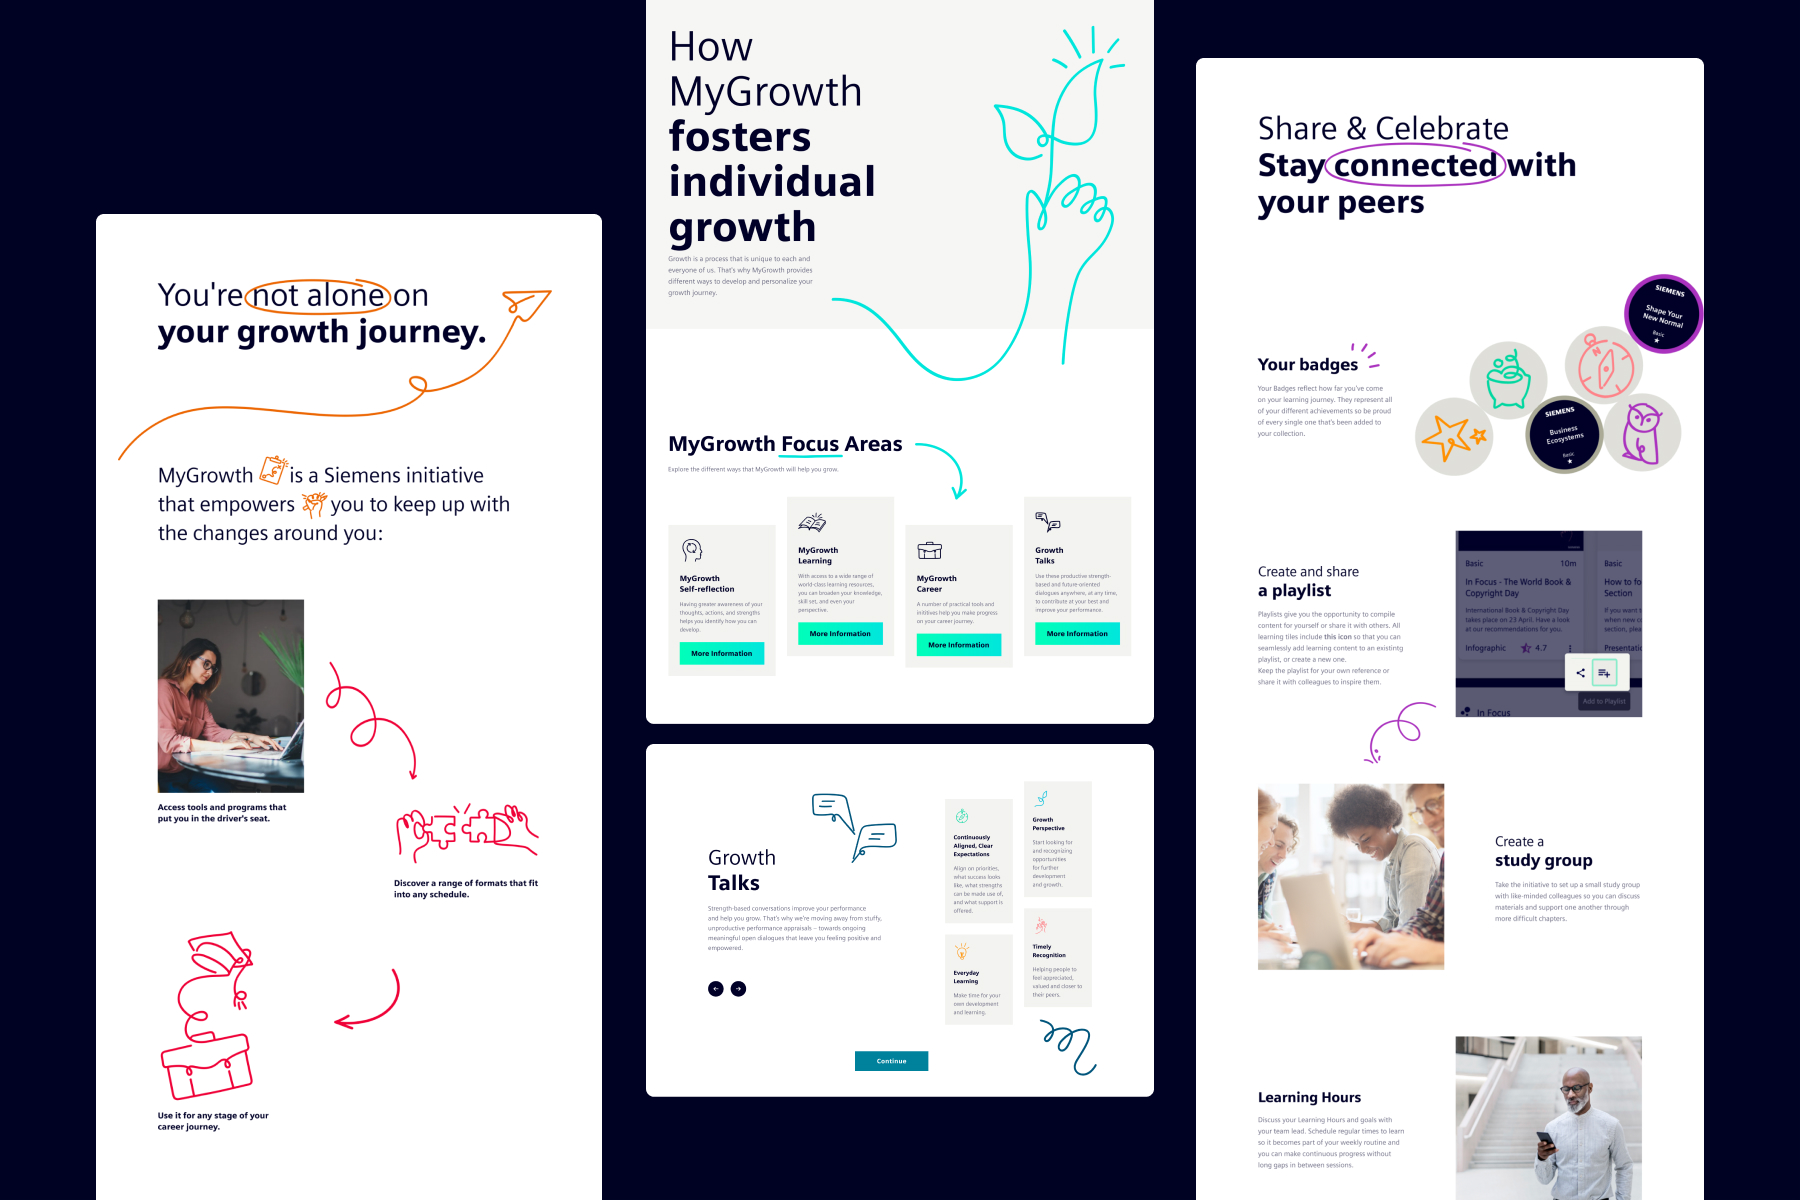 You're not alone on
your growth journey.
MyGrowth is a Siemens initiative
that empowers you to keep up with
the changes around you:
Access tools and programs that
put you in the driver's seat.
Discover a range of formats that fit
into any schedule.
Use it for any stage of your
career journey.
How
MyGrowth
fosters
individual
growth
Growth is a process that is unique to each and
everyone of us. That's why MyGrowth provides
different ways to develop and personalize your
growth journey.
MyGrowth Focus Areas
Explore the different ways that MyGrowth will help you grow.
MyGrowth
Self-reflection
Having greater awareness of your
thoughts, actions, and strengths
helps you identify how you can
develop.
More Information
MyGrowth
Learning
With access to a wide range of
world-class learning resources,
you can broaden your knowledge,
skill set, and even your
perspective.
More Information
MyGrowth
Career
A number of practical tools and
initives help you make progress
on your career journey.
More Information
Growth
Talks
Use these productive strength-
based and future-oriented
dialogues anywhere, at any time,
to contribute at your best and
improve your performance.
More Information
Growth
Talks
Strength-based conversations improve your performance
and help you grow. That's why we're moving away from stuffy,
unproductive performance appraisals – towards ongoing
meaningful open dialogues that leave you feeling positive and
empowered.
Continuously
Aligned, Clear
Expectations
Align on priorities,
what success looks
like, what strengths
can be made use of,
and what support is
offered.
Growth
Perspective
Start looking for
and recognizing
opportunities
for further
development
and growth.
Everyday
Learning
Make time for your
own development
and learning.
Timely
Recognition
Helping people to
feel appreciated,
valued and closer to
their peers.
Continue
Share & Celebrate
Stay connected with
your peers
Your badges
Your Badges reflect how far you've come
on your learning journey. They represent all
of your different achievements so be proud
of every single one that's been added to
your collection.
SIEMENS
Shape Your
New Normal
Basic
N
SIEMENS
Business
Ecosystems
Basic
Create and share
a playlist
Playlists give you the opportunity to compile
content for yourself or share it with others. All
learning tiles include this icon so that you can
seamlessly add learning content to an existing
playlist, or create a new one.
Keep the playlist for your own reference or
share it with colleagues to inspire them.
Basic 10m
In Focus - The World Book &
Copyright Day
International Book & Copyright Day
takes place on 23 April. Have a look
at our recommendations for you.
Infographic 4.7
Basic
How to fo
Section
If you want t
when new c
section, plea
Presentatio
Add to Playlist
In Focus
Create a
study group
Take the initiative to set up a small study group
with like-minded colleagues so you can discuss
materials and support one another through
more difficult chapters.
Learning Hours
Discuss your Learning Hours and goals with
your team lead. Schedule regular times to learn
so it becomes part of your weekly routine and
you can make continuous progress without
long gaps in between sessions.